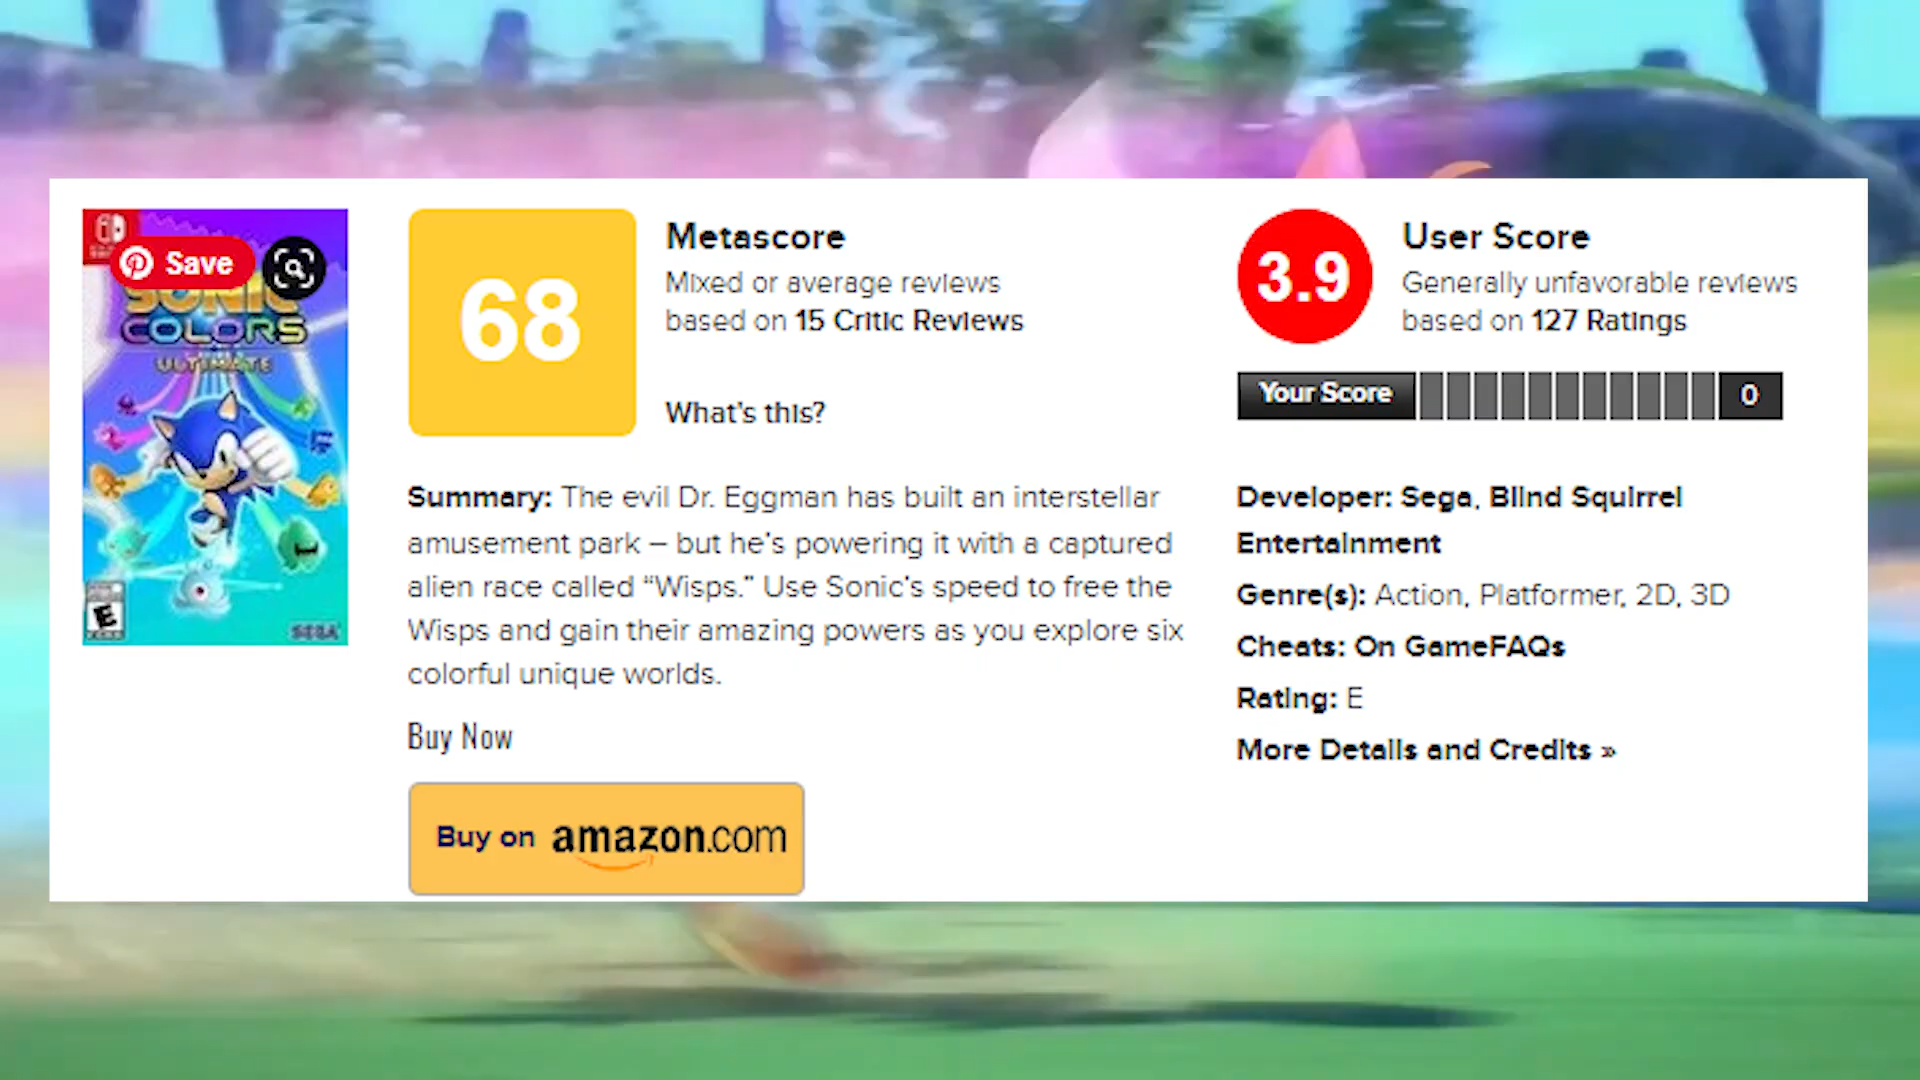 Save
SONIC
COLORS
ULTIMATE
E
SEGA
68
Metascore
Mixed or average reviews
based on 15 Critic Reviews
What's this?
Summary: The evil Dr. Eggman has built an interstellar
amusement park – but he's powering it with a captured
alien race called “Wisps.” Use Sonic's speed to free the
Wisps and gain their amazing powers as you explore six
colorful unique worlds.
Buy Now
Buy on amazon.com
3.9
User Score
Generally unfavorable reviews
based on 127 Ratings
Your Score
0
Developer: Sega, Blind Squirrel
Entertainment
Genre(s): Action, Platformer, 2D, 3D
Cheats: On GameFAQs
Rating: E
More Details and Credits »